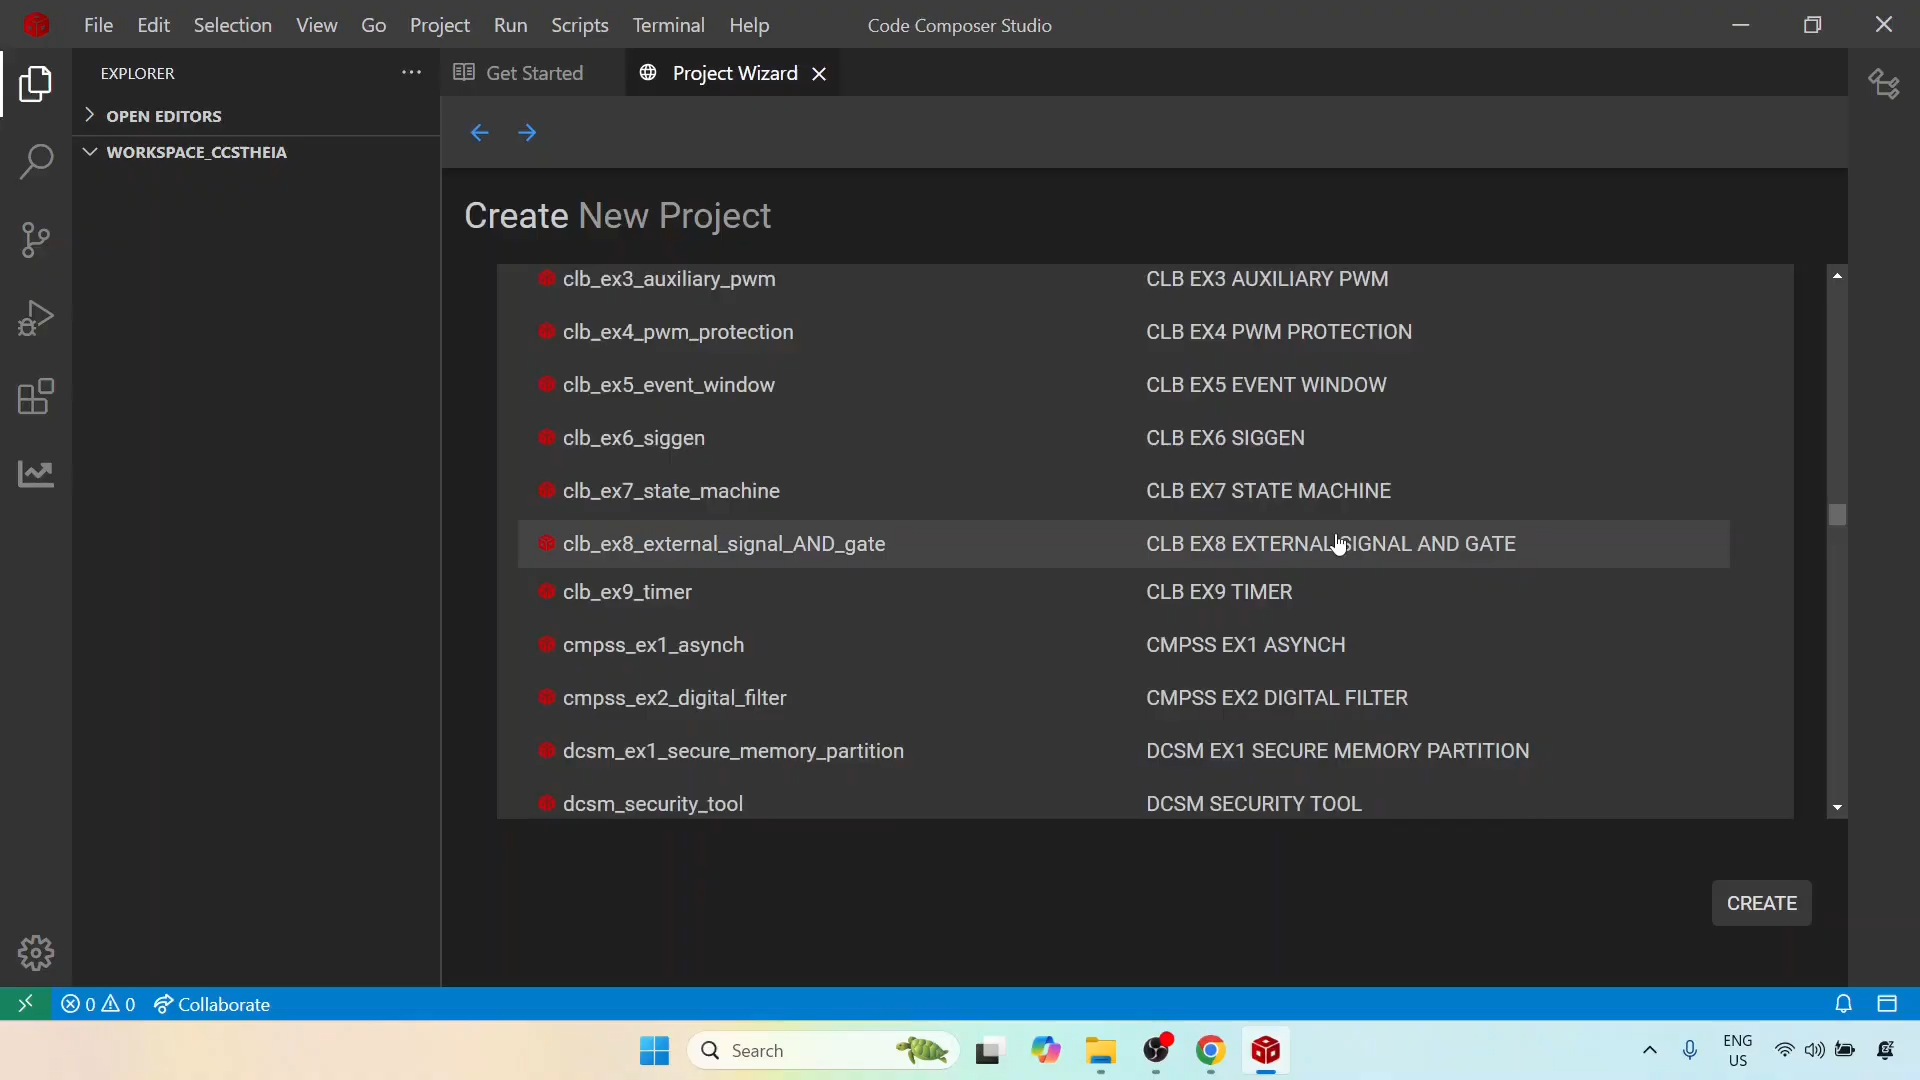 File Edit Selection View Go Project Run Scripts Terminal Help Code Composer Studio
EXPLORER
Get Started
Project Wizard
OPEN EDITORS
WORKSPACE_CCSTHEIA
Create New Project
clb_ex3_auxiliary_pwm CLB EX3 AUXILIARY PWM
clb_ex4_pwm_protection CLB EX4 PWM PROTECTION
clb_ex5_event_window CLB EX5 EVENT WINDOW
clb_ex6_siggen CLB EX6 SIGGEN
clb_ex7_state_machine CLB EX7 STATE MACHINE
clb_ex8_external_signal_AND_gate CLB EX8 EXTERNAL SIGNAL AND GATE
clb_ex9_timer CLB EX9 TIMER
cmpss_ex1_asynch CMPSS EX1 ASYNCH
cmpss_ex2_digital_filter CMPSS EX2 DIGITAL FILTER
dcsm_ex1_secure_memory_partition DCSM EX1 SECURE MEMORY PARTITION
dcsm_security_tool DCSM SECURITY TOOL
CREATE
0 0 Collaborate
Search
ENG
US